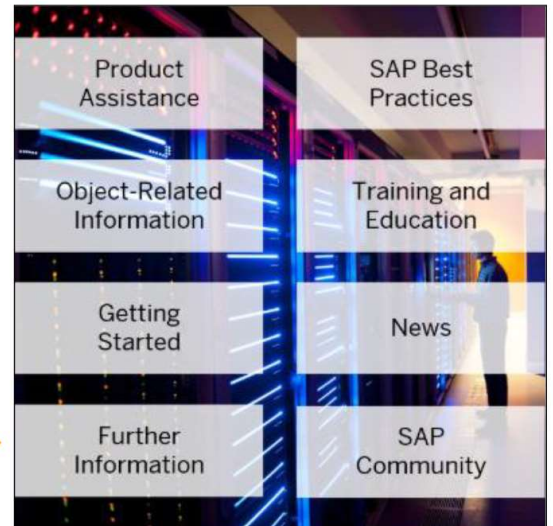 Product
Assistance
SAP Best
Practices
Object-Related
Information
Training and
Education
Getting
Started
News
Further
Information
SAP
Community